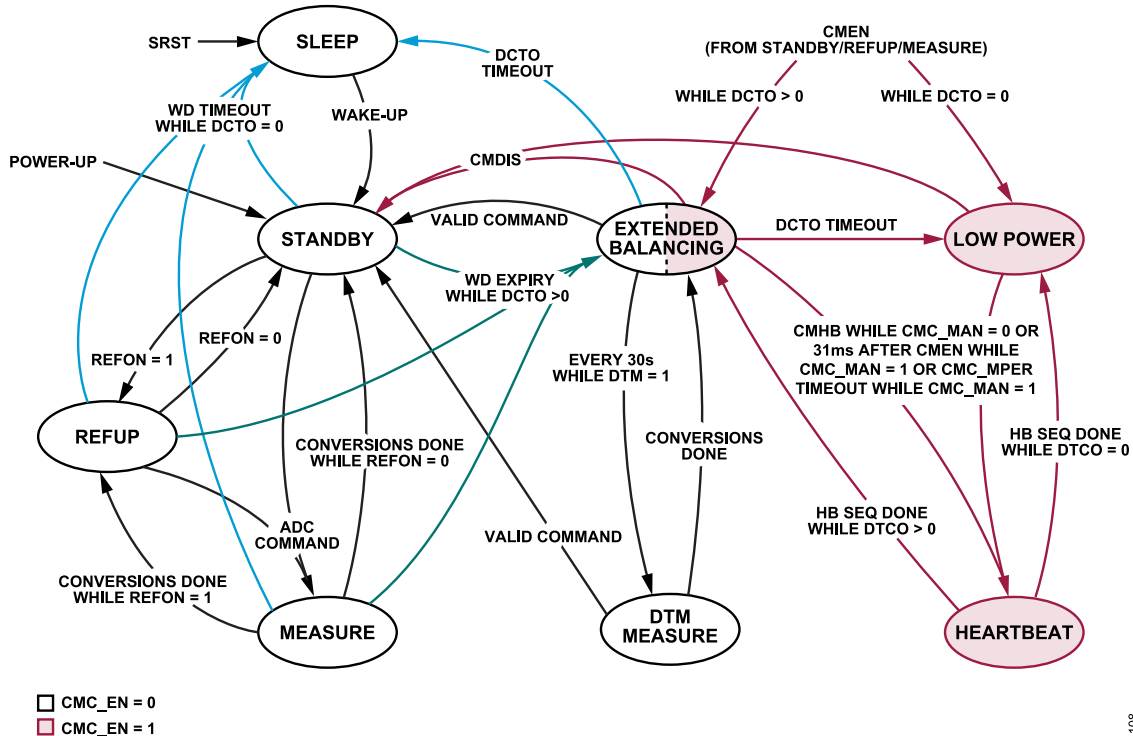 SRST
SLEEP
DCTO
TIMEOUT
CMEN
(FROM STANDBY/REFUP/MEASURE)
WHILE DCTO > 0
WHILE DCTO = 0
WD TIMEOUT
WHILE DCTO = 0
WAKE-UP
POWER-UP
CMDIS
STANDBY
VALID COMMAND
EXTENDED
BALANCING
DCTO TIMEOUT
LOW POWER
WD EXPIRY
WHILE DCTO >0
REFON = 1
REFON = 0
EVERY 30s
WHILE DTM = 1
CMHB WHILE CMC_MAN = 0 OR
31ms AFTER CMEN WHILE
CMC_MAN = 1 OR CMC_MPER
TIMEOUT WHILE CMC_MAN = 1
REFUP
CONVERSIONS DONE
WHILE REFON = 0
CONVERSIONS
DONE
HB SEQ DONE
WHILE DTCO = 0
ADC
COMMAND
VALID COMMAND
HB SEQ DONE
WHILE DTCO > 0
CONVERSIONS DONE
WHILE REFON = 1
MEASURE
DTM
MEASURE
HEARTBEAT
CMC_EN = 0
CMC_EN = 1
108